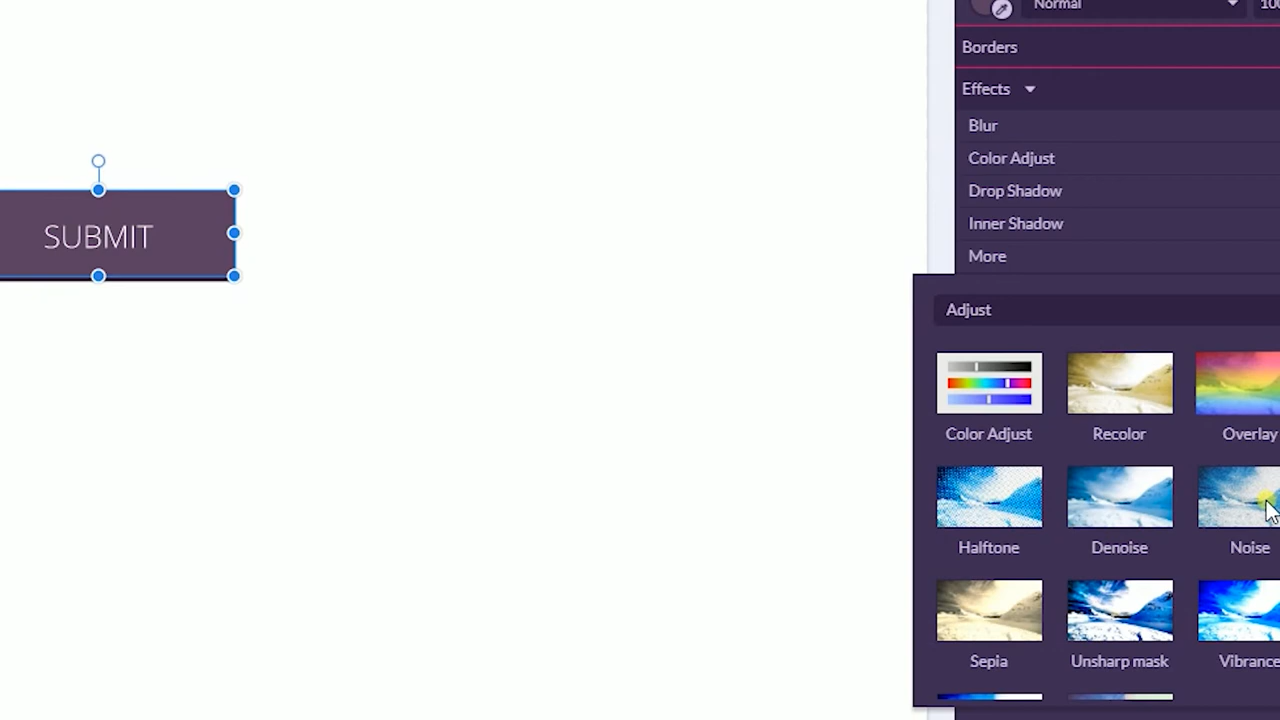 Normal
100
Borders
Effects
Blur
Color Adjust
Drop Shadow
Inner Shadow
More
SUBMIT
Adjust
Color Adjust
Recolor
Overlay
Halftone
Denoise
Noise
Sepia
Unsharp mask
Vibrance